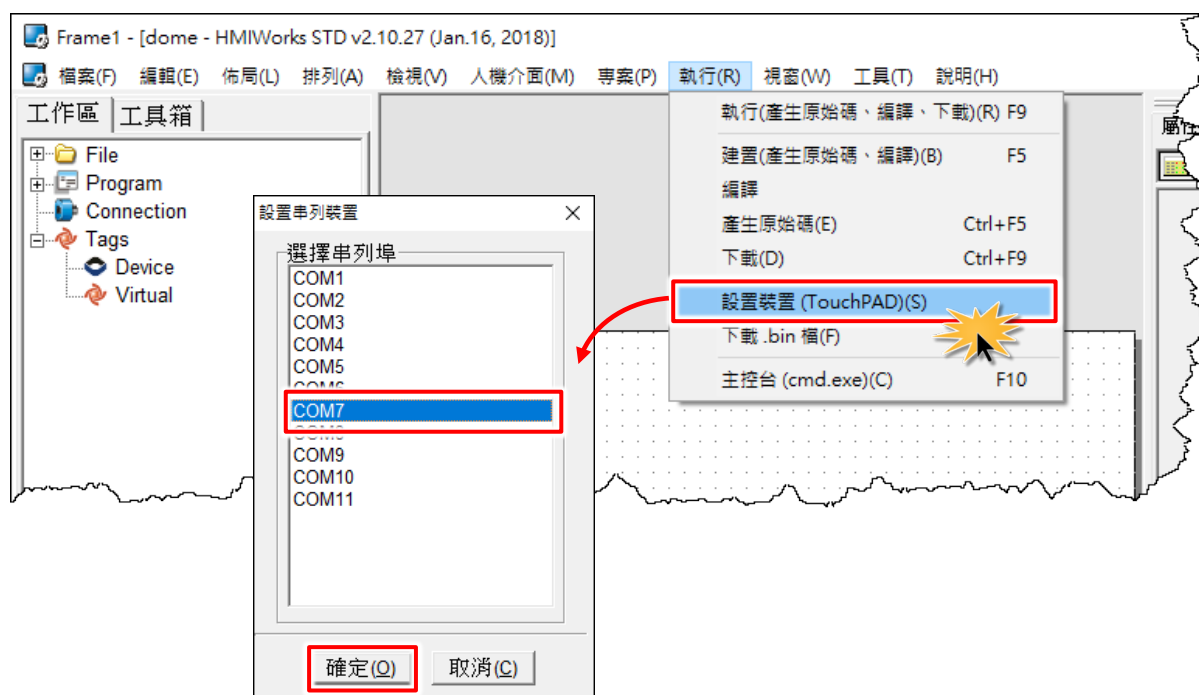 Frame1 - [dome - HMIWorks STD v2.10.27 (Jan.16, 2018)]
檔案(F) 編輯(E) 佈局(L) 排列(A) 檢視(V) 人機介面(M) 專案(P) 執行(R) 視窗(W) 工具(T) 說明(H)
工作區 工具箱
File
Program
Connection
Tags
Device
Virtual
執行(產生原始碼、編譯、下載)(R) F9
建置(產生原始碼、編譯)(B) F5
編譯
產生原始碼(E) Ctrl+F5
下載(D) Ctrl+F9
設置裝置 (TouchPAD)(S)
下載 .bin 檔(F)
主控台 (cmd.exe)(C) F10
設置串列裝置
選擇串列埠
COM1
COM2
COM3
COM4
COM5
COM6
COM7
COM8
COM9
COM10
COM11
確定(O) 取消(C)